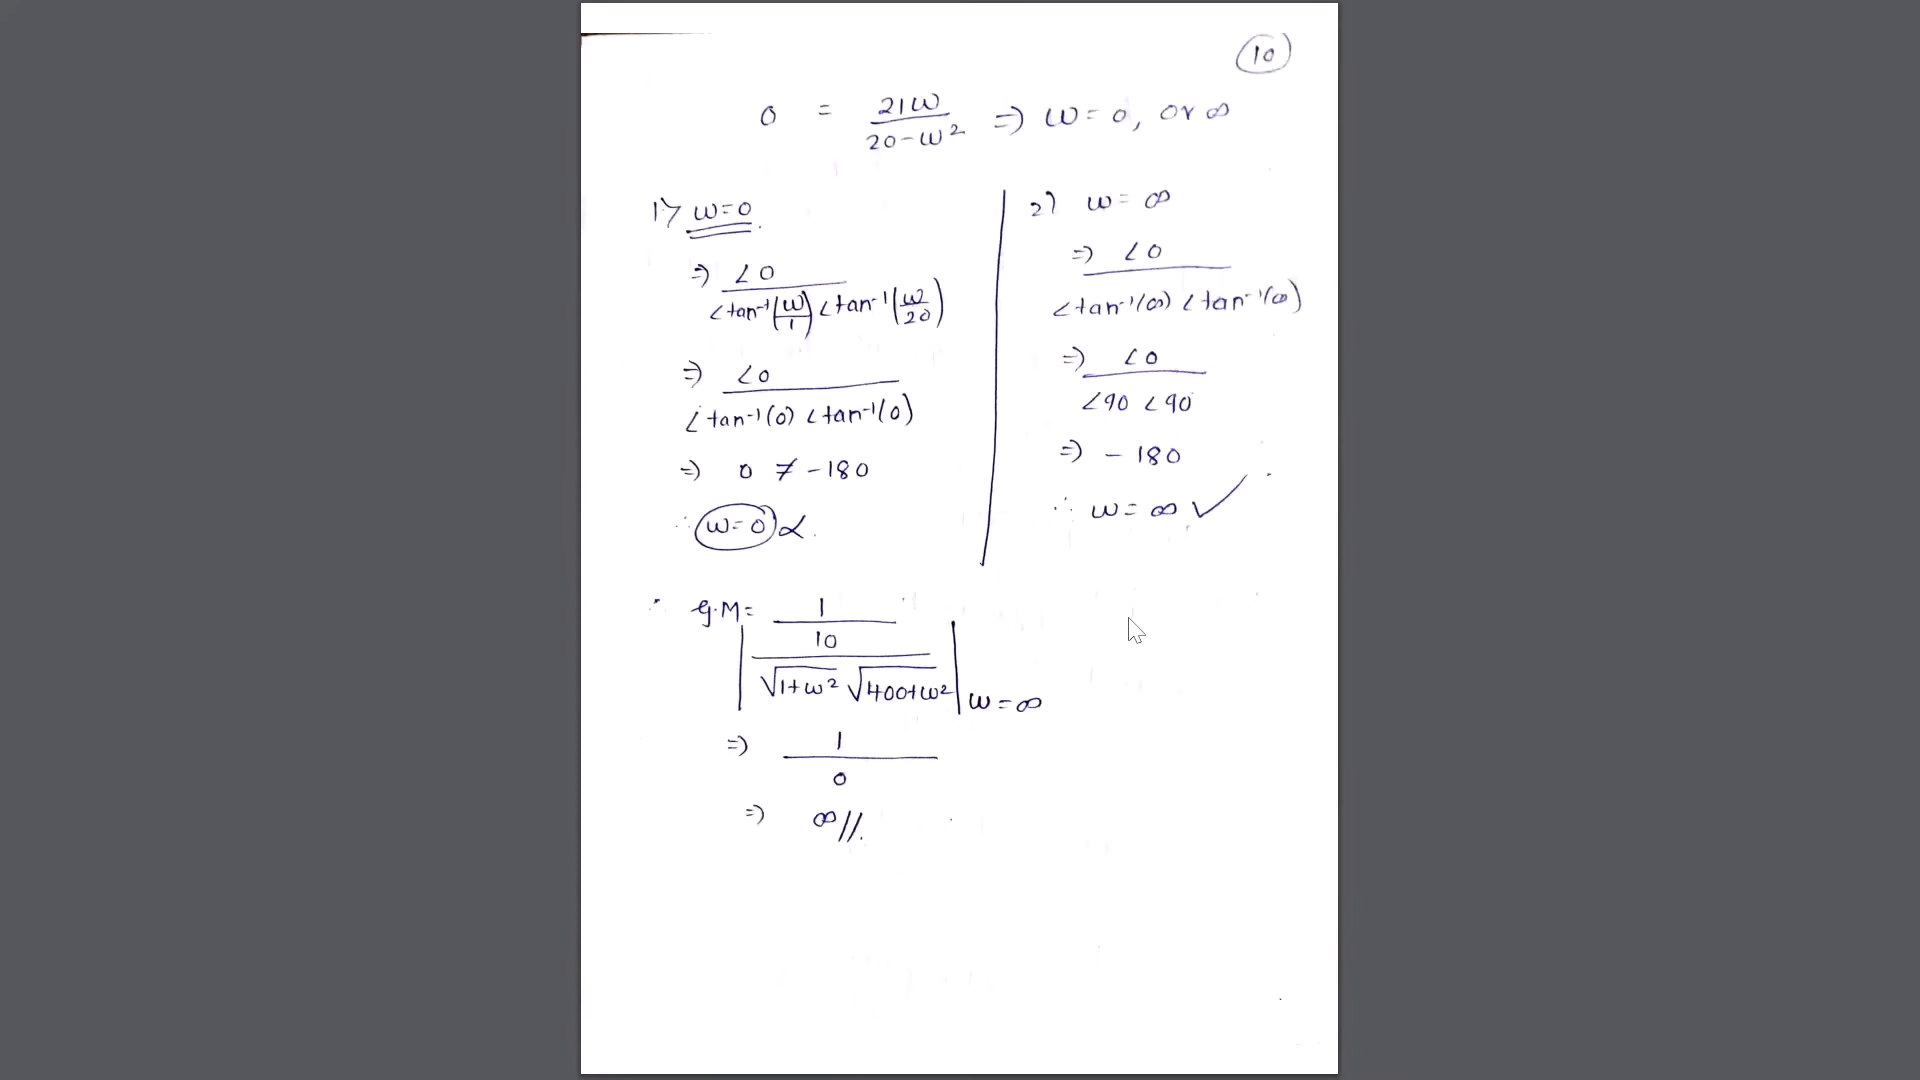 10
0 = 21ω / 20-ω² => ω=0, or ∞
1> ω=0.
=> ∠0 / ∠tan⁻¹(ω/1) ∠tan⁻¹(ω/20)
=> ∠0 / ∠tan⁻¹(0) ∠tan⁻¹(0)
=> 0 ≠ -180
∴ ω=0 ×.
2) ω=∞
=> ∠0 / ∠tan⁻¹(∞) ∠tan⁻¹(∞)
=> ∠0 / ∠90 ∠90
=> -180
∴ ω=∞ ✓
∴ G.M= 1 / |10 / √1+ω² √400+ω²| ω=∞
=> 1 / 0
=> ∞//.